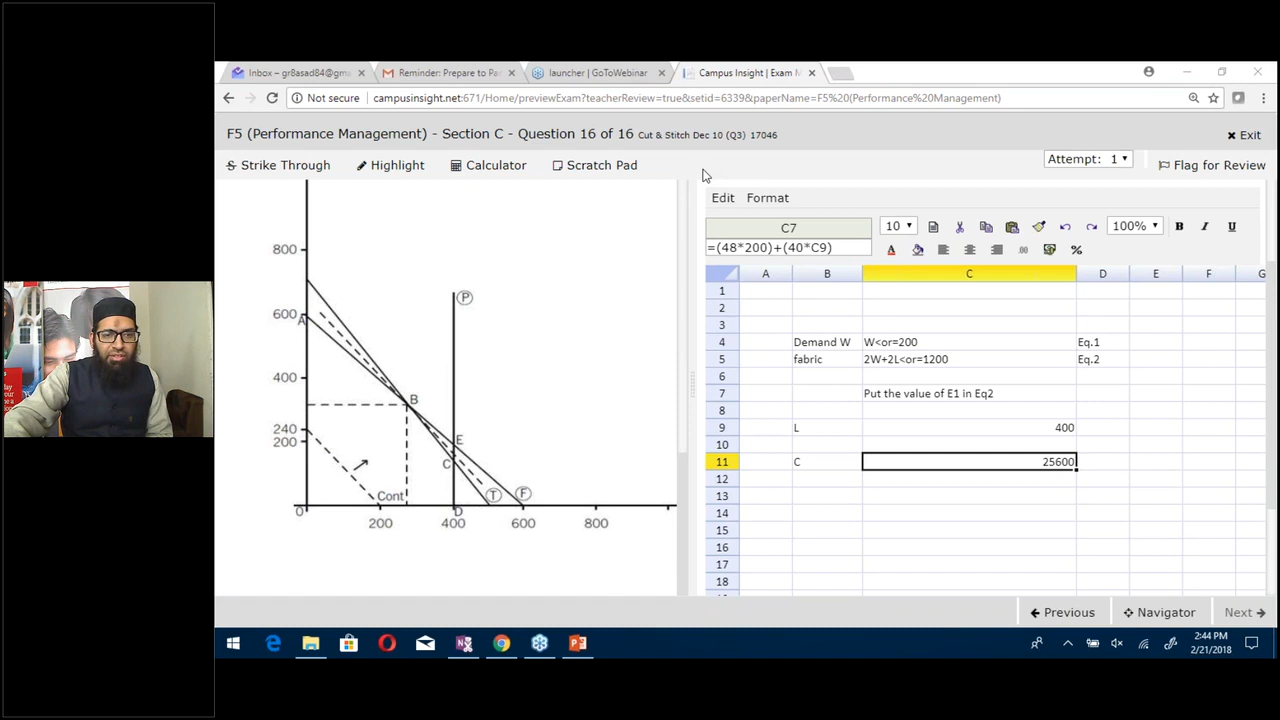 Inbox – gr8asad84@gm
Reminder: Prepare to Pa
launcher | GoToWebinar
Campus Insight | Exam M
Not secure
campusinsight.net:671/Home/previewExam?teacherReview=true&setid=6339&paperName=F5%20(Performance%20Management)
F5 (Performance Management) - Section C - Question 16 of 16 Cut & Stitch Dec 10 (Q3) 17046
Exit
Strike Through Highlight Calculator Scratch Pad
Attempt: 1
Flag for Review
800
600
A
400
240
200
0
200
400
600
800
P
B
E
C
Cont
D
T
F
Edit Format
C7
10
100%
B I U
=(48*200)+(40*C9)
A
%
A B C D E F G
1
2
3
4 Demand W W<or=200 Eq.1
5 fabric 2W+2L<or=1200 Eq.2
6
7 Put the value of E1 in Eq2
8
9 L 400
10
11 C 25600
12
13
14
15
16
17
18
Previous Navigator Next
2:44 PM
2/21/2018